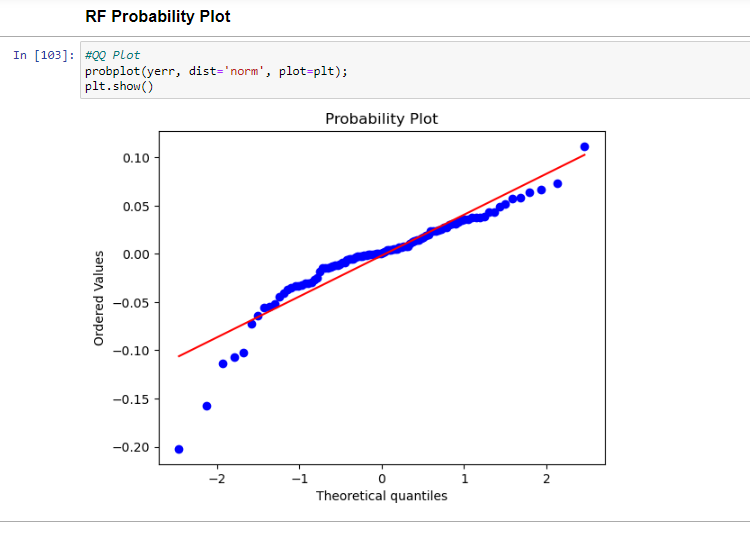 RF Probability Plot
In [103]: #QQ Plot
probplot(yerr, dist='norm', plot=plt);
plt.show()
Probability Plot
0.10
0.05
0.00
−0.05
−0.10
−0.15
−0.20
Ordered Values
−2 −1 0 1 2
Theoretical quantiles